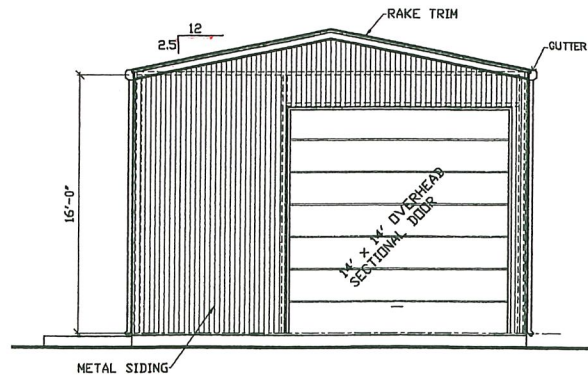 12
2.5
RAKE TRIM
GUTTER
16'-0"
14' × 14' OVERHEAD
SECTIONAL DOOR
METAL SIDING